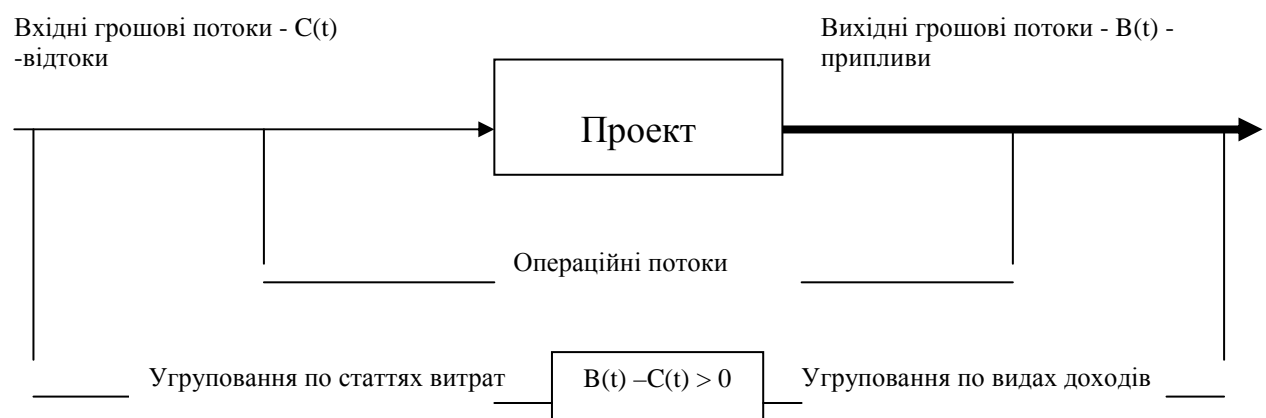 Вхідні грошові потоки - C(t)
-відтоки
Вихідні грошові потоки - B(t) -
припливи
Проект
Операційні потоки
Угруповання по статтях витрат
B(t) –C(t) > 0
Угруповання по видах доходів